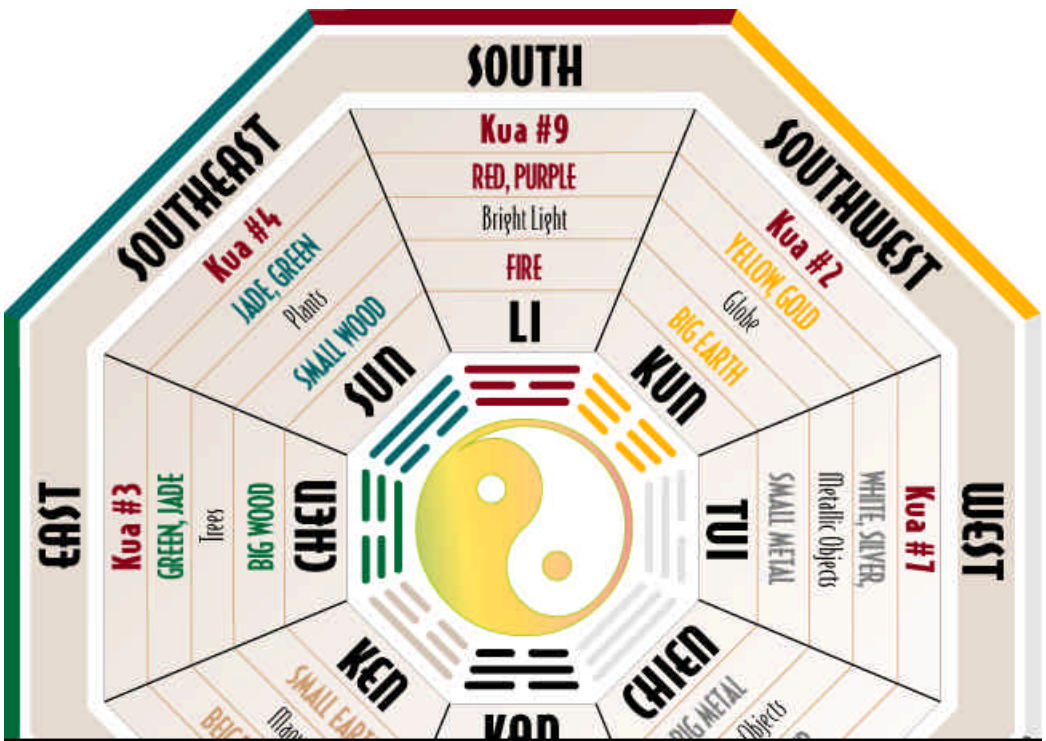 SOUTH
Kua #9
RED, PURPLE
Bright Light
FIRE
LI
SOUTHWEST
Kua #2
YELLOW, GOLD
Globe
BIG EARTH
KUN
WEST
Kua #7
WHITE, SILVER,
Metallic Objects
SMALL METAL
TUI
CHIEN
METAL
Objects
KEN
SMALL
EAST
Kua #3
GREEN, JADE
Trees
BIG WOOD
CHEN
SOUTHEAST
Kua #4
JADE, GREEN
Plants
SMALL WOOD
SUN